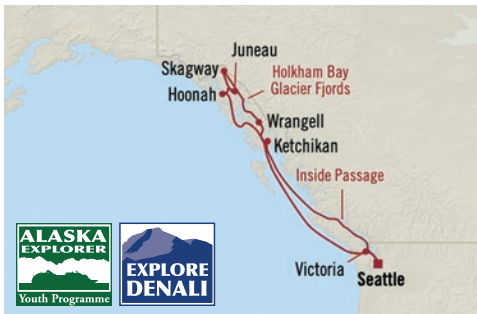 Juneau
Skagway
Holkham Bay
Glacier Fjords
Hoonah
Wrangell
Ketchikan
Inside Passage
Victoria
Seattle
ALASKA
EXPLORER
Youth Programme
EXPLORE
DENALI